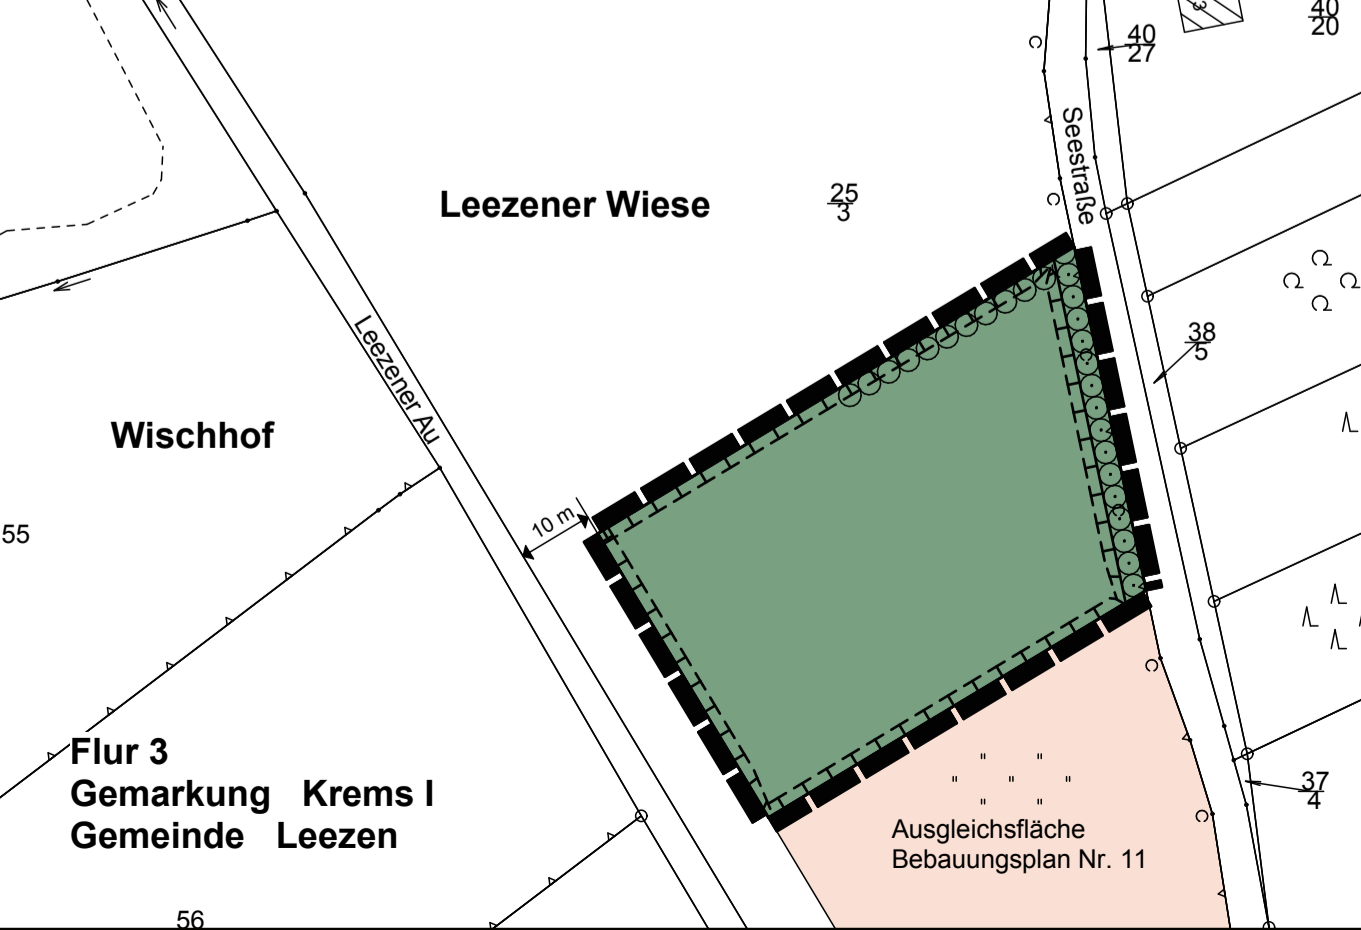 3
40
20
40
27
Seestraße
Leezener Wiese
25
3
38
5
Leezener Au
Wischhof
10 m
55
Flur 3
Gemarkung Krems I
Gemeinde Leezen
37
4
Ausgleichsfläche
Bebauungsplan Nr. 11
56